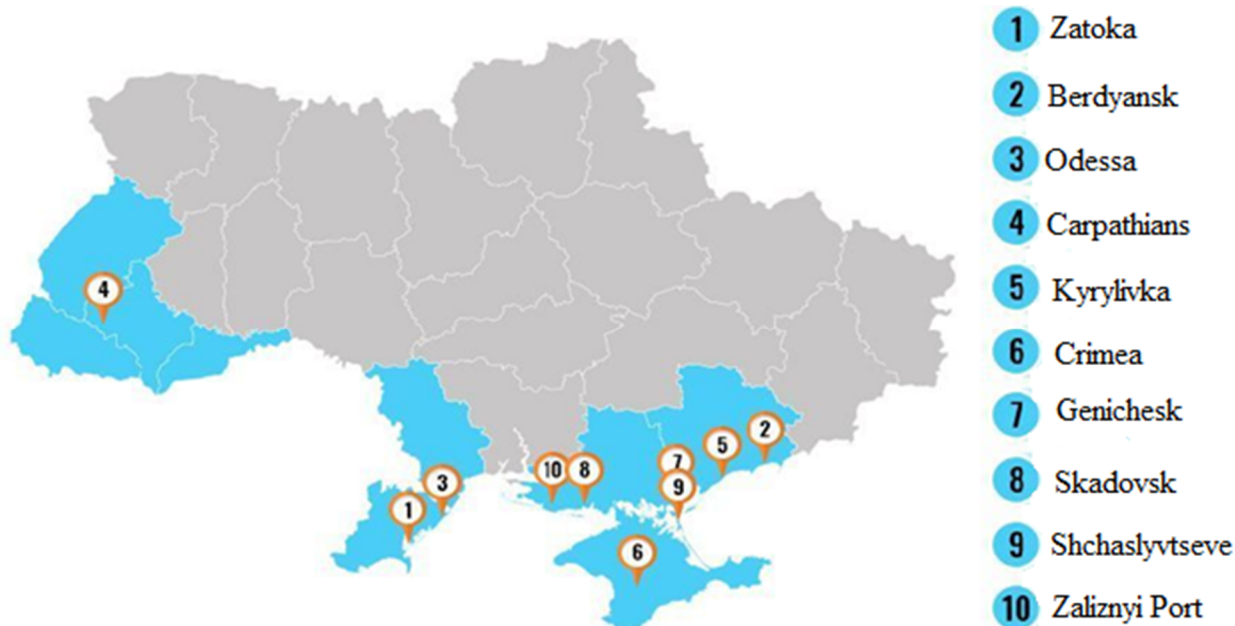 1 Zatoka
2 Berdyansk
3 Odessa
4 Carpathians
5 Kyrylivka
6 Crimea
7 Genichesk
8 Skadovsk
9 Shchaslyvtseve
10 Zaliznyi Port
4
2
5
7
10
8
9
3
1
6